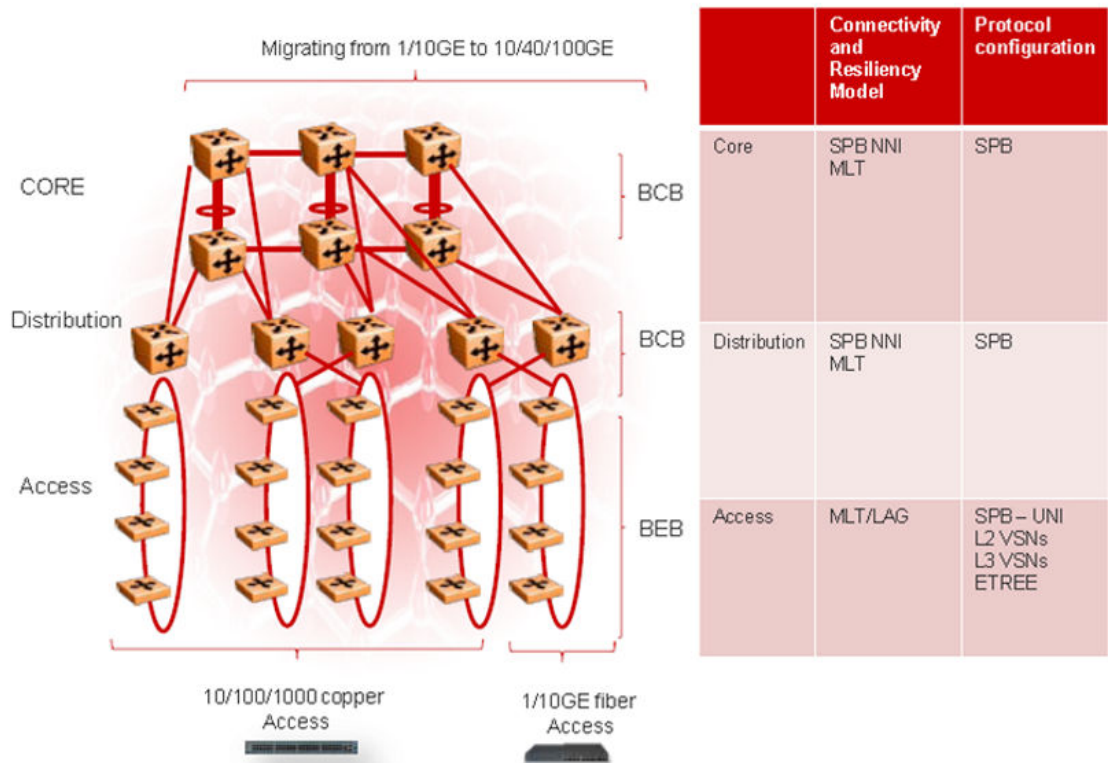 Migrating from 1/10GE to 10/40/100GE
CORE
BCB
Distribution
BCB
Access
BEB
10/100/1000 copper
Access
1/10GE fiber
Access
Connectivity
and
Resiliency
Model
Protocol
configuration
Core
SPB NNI
MLT
SPB
Distribution
SPB NNI
MLT
SPB
Access
MLT/LAG
SPB – UNI
L2 VSNs
L3 VSNs
ETREE